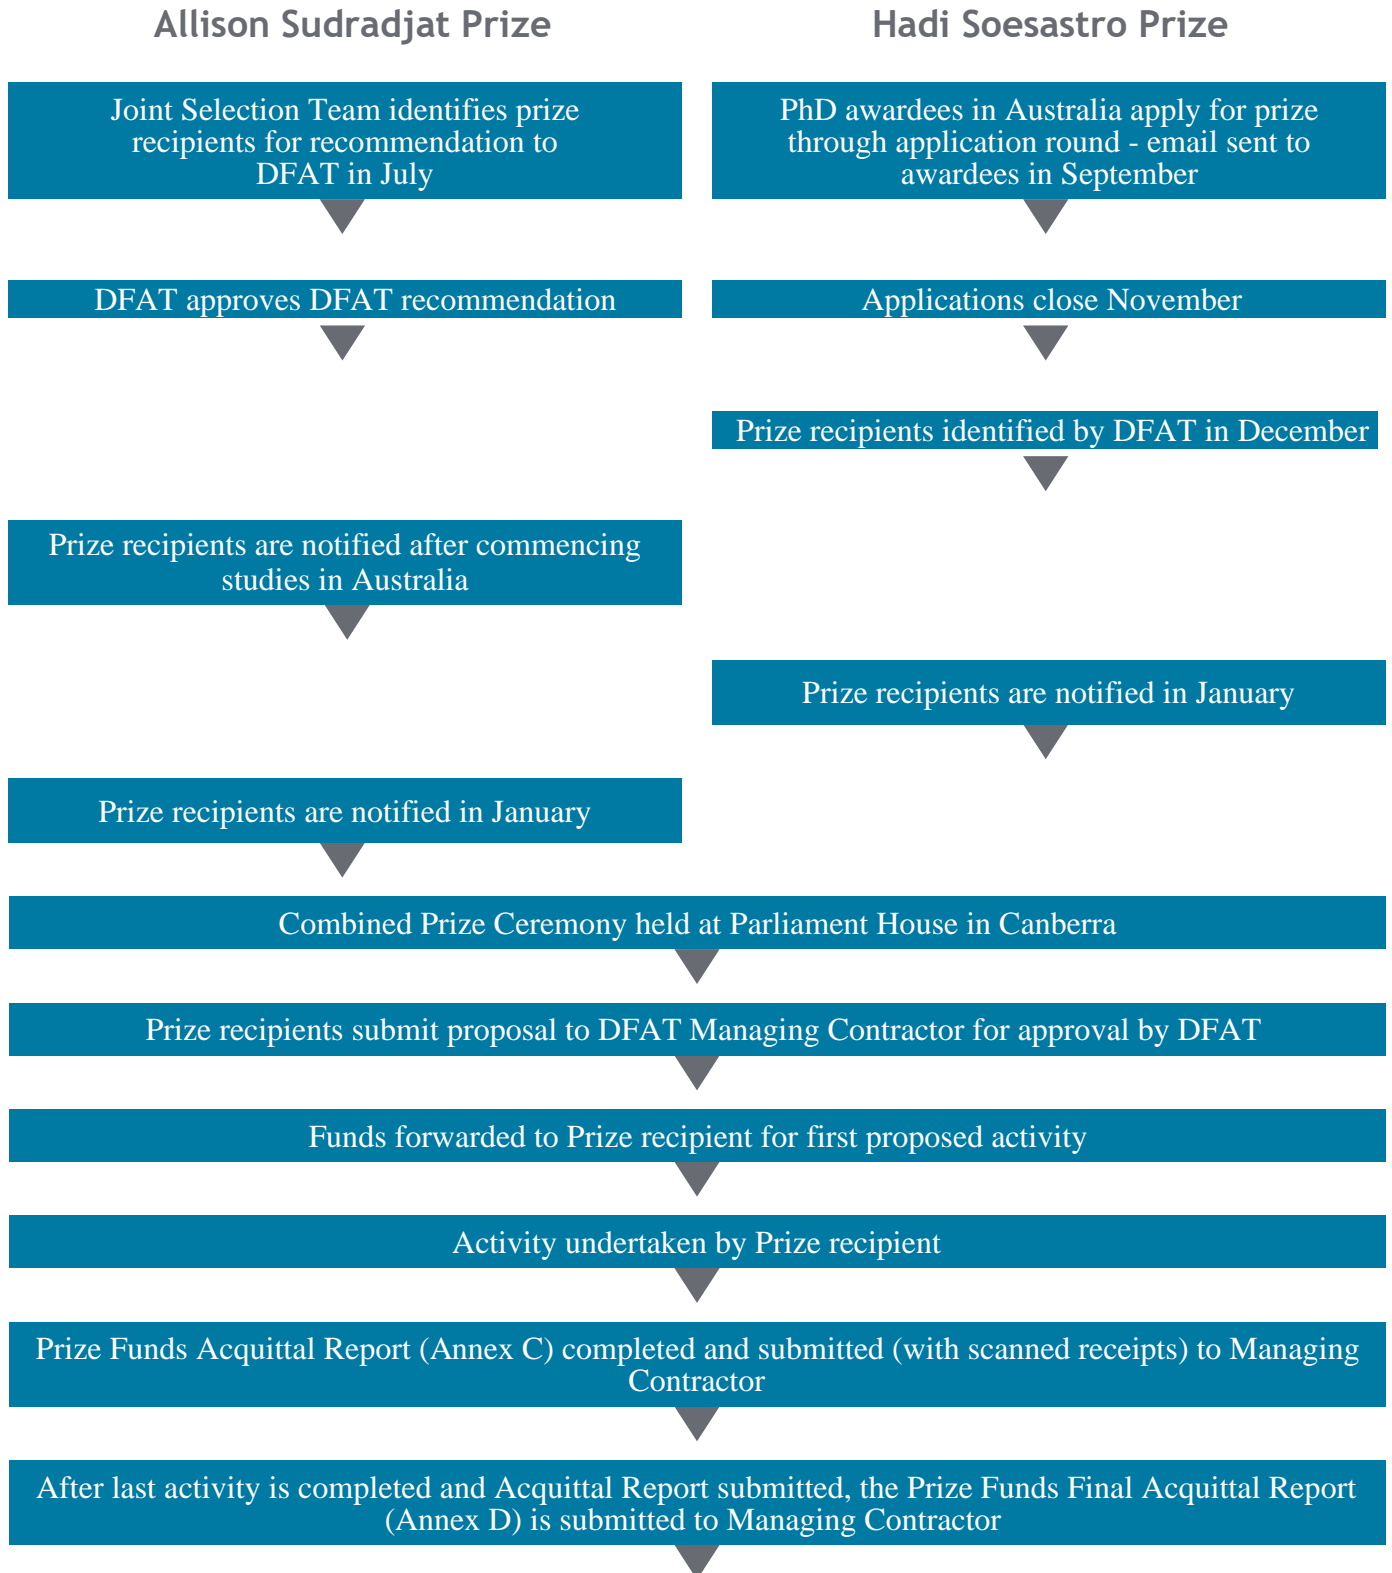 Allison Sudradjat Prize
Hadi Soesastro Prize
Joint Selection Team identifies prize
recipients for recommendation to
DFAT in July
PhD awardees in Australia apply for prize
through application round - email sent to
awardees in September
DFAT approves DFAT recommendation
Applications close November
Prize recipients identified by DFAT in December
Prize recipients are notified after commencing
studies in Australia
Prize recipients are notified in January
Prize recipients are notified in January
Combined Prize Ceremony held at Parliament House in Canberra
Prize recipients submit proposal to DFAT Managing Contractor for approval by DFAT
Funds forwarded to Prize recipient for first proposed activity
Activity undertaken by Prize recipient
Prize Funds Acquittal Report (Annex C) completed and submitted (with scanned receipts) to Managing
Contractor
After last activity is completed and Acquittal Report submitted, the Prize Funds Final Acquittal Report
(Annex D) is submitted to Managing Contractor